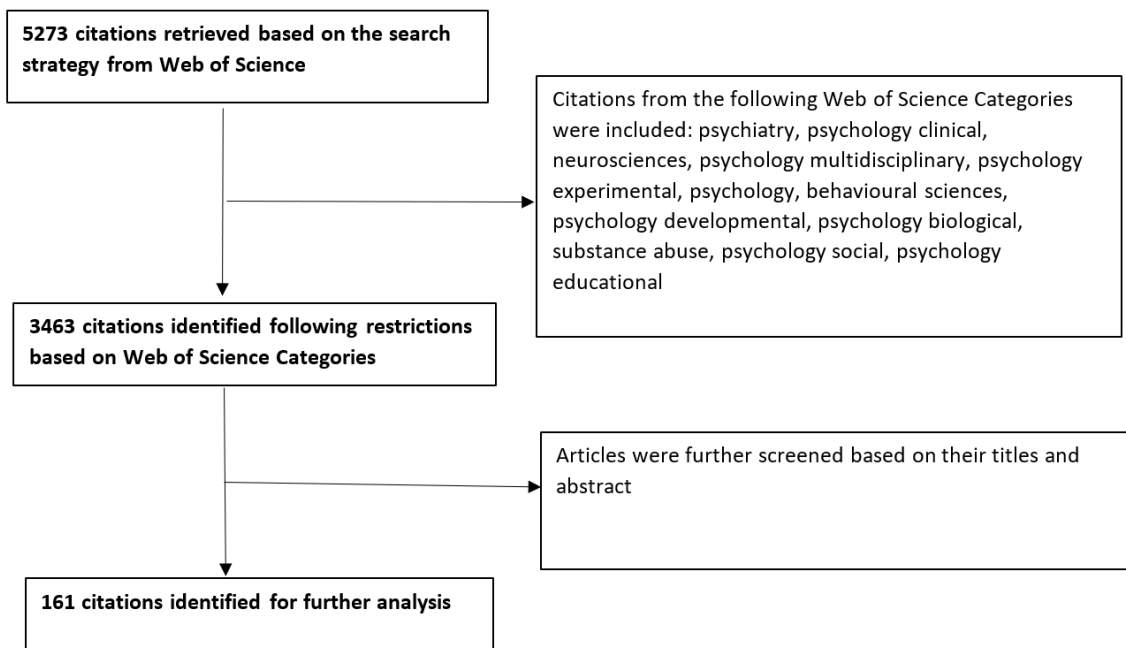 5273 citations retrieved based on the search
strategy from Web of Science
Citations from the following Web of Science Categories
were included: psychiatry, psychology clinical,
neurosciences, psychology multidisciplinary, psychology
experimental, psychology, behavioural sciences,
psychology developmental, psychology biological,
substance abuse, psychology social, psychology
educational
3463 citations identified following restrictions
based on Web of Science Categories
Articles were further screened based on their titles and
abstract
161 citations identified for further analysis